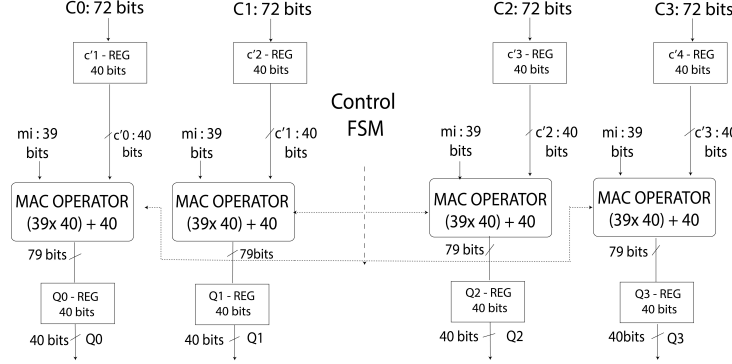 C0: 72 bits
C1: 72 bits
C2: 72 bits
C3: 72 bits
c'1 - REG
40 bits
c'2 - REG
40 bits
c'3 - REG
40 bits
c'4 - REG
40 bits
Control
FSM
mi : 39
bits
c'0 : 40
bits
mi : 39
bits
c'1 : 40
bits
mi : 39
bits
c'2 : 40
bits
mi : 39
bits
c'3 : 40
bits
MAC OPERATOR
(39x 40) + 40
MAC OPERATOR
(39x 40) + 40
MAC OPERATOR
(39x 40) + 40
MAC OPERATOR
(39x 40) + 40
79 bits
79bits
79 bits
79 bits
Q0 - REG
40 bits
Q1 - REG
40 bits
Q2 - REG
40 bits
Q3 - REG
40 bits
40 bits Q0
40 bits Q1
40 bits Q2
40bits Q3